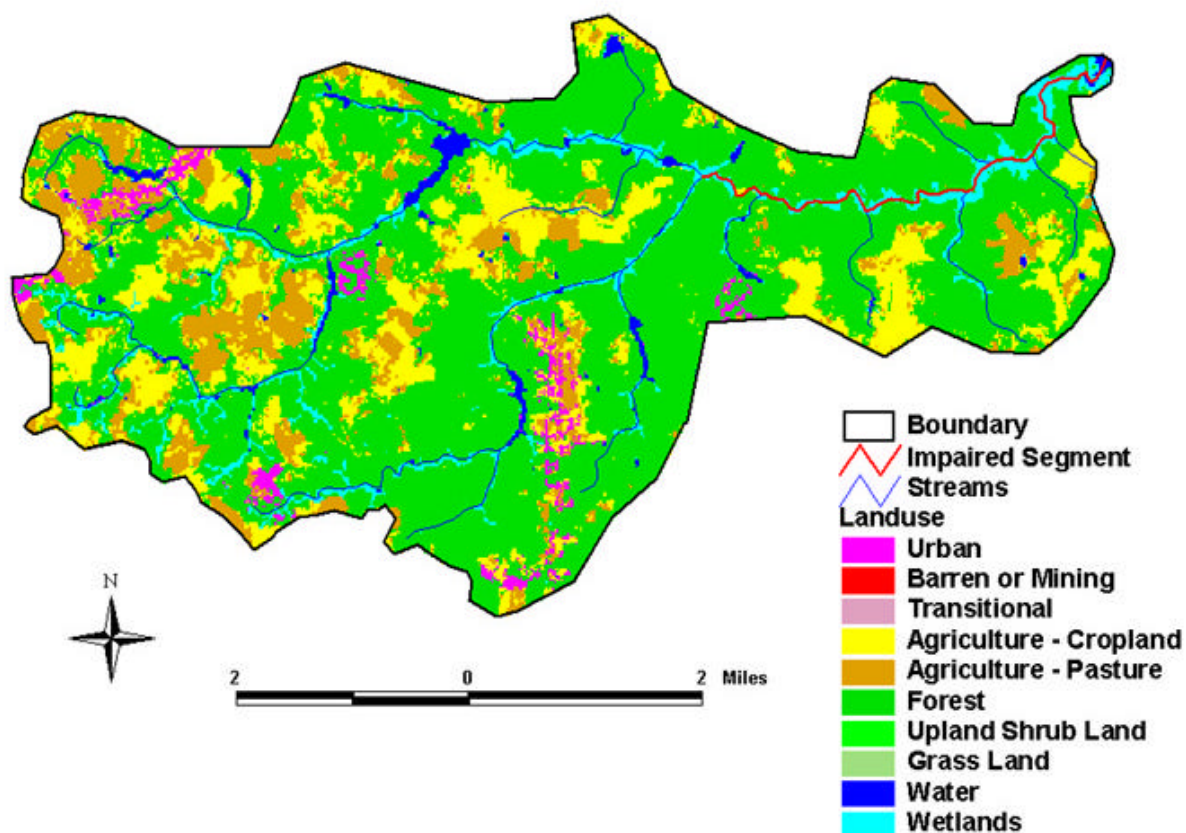 Boundary
Impaired Segment
Streams
Landuse
Urban
Barren or Mining
Transitional
Agriculture - Cropland
Agriculture - Pasture
Forest
Upland Shrub Land
Grass Land
Water
Wetlands
N
2 0 2 Miles